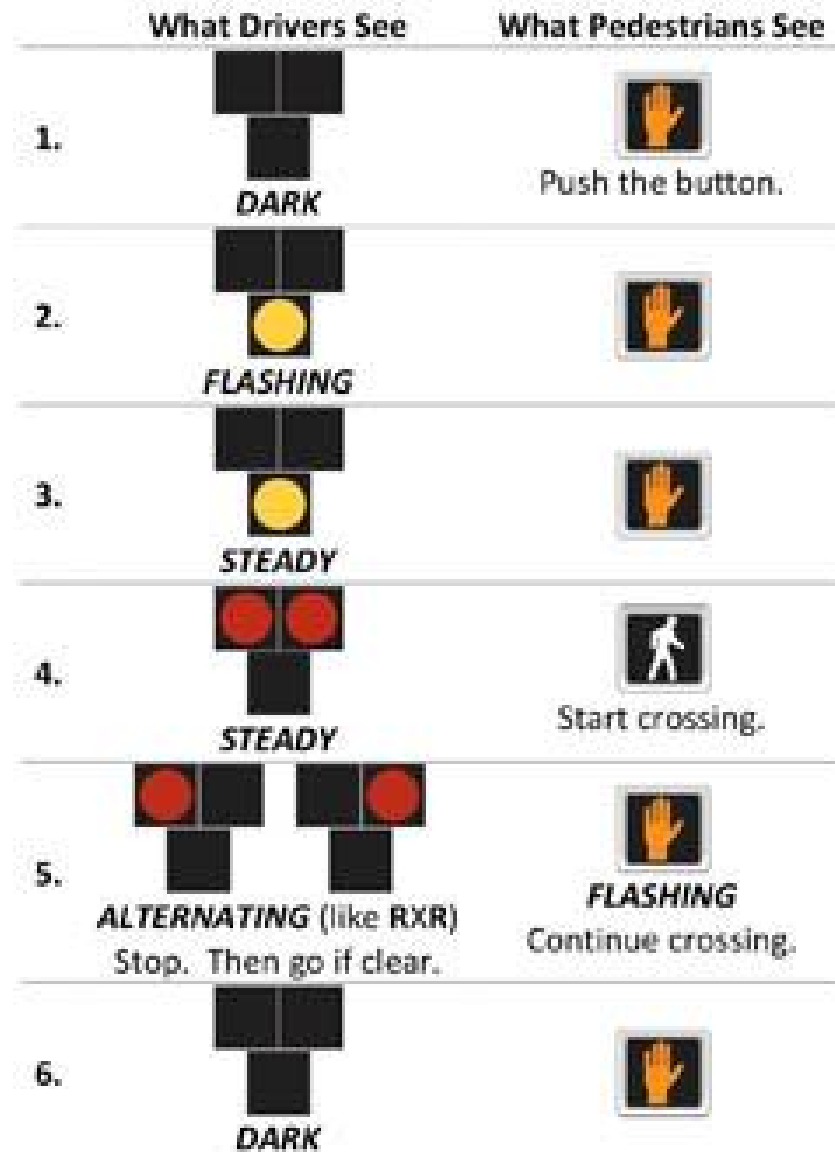 What Drivers See What Pedestrians See
1.
DARK
Push the button.
2.
FLASHING
3.
STEADY
4.
STEADY
Start crossing.
5.
ALTERNATING (like RXR)
Stop. Then go if clear.
FLASHING
Continue crossing.
6.
DARK